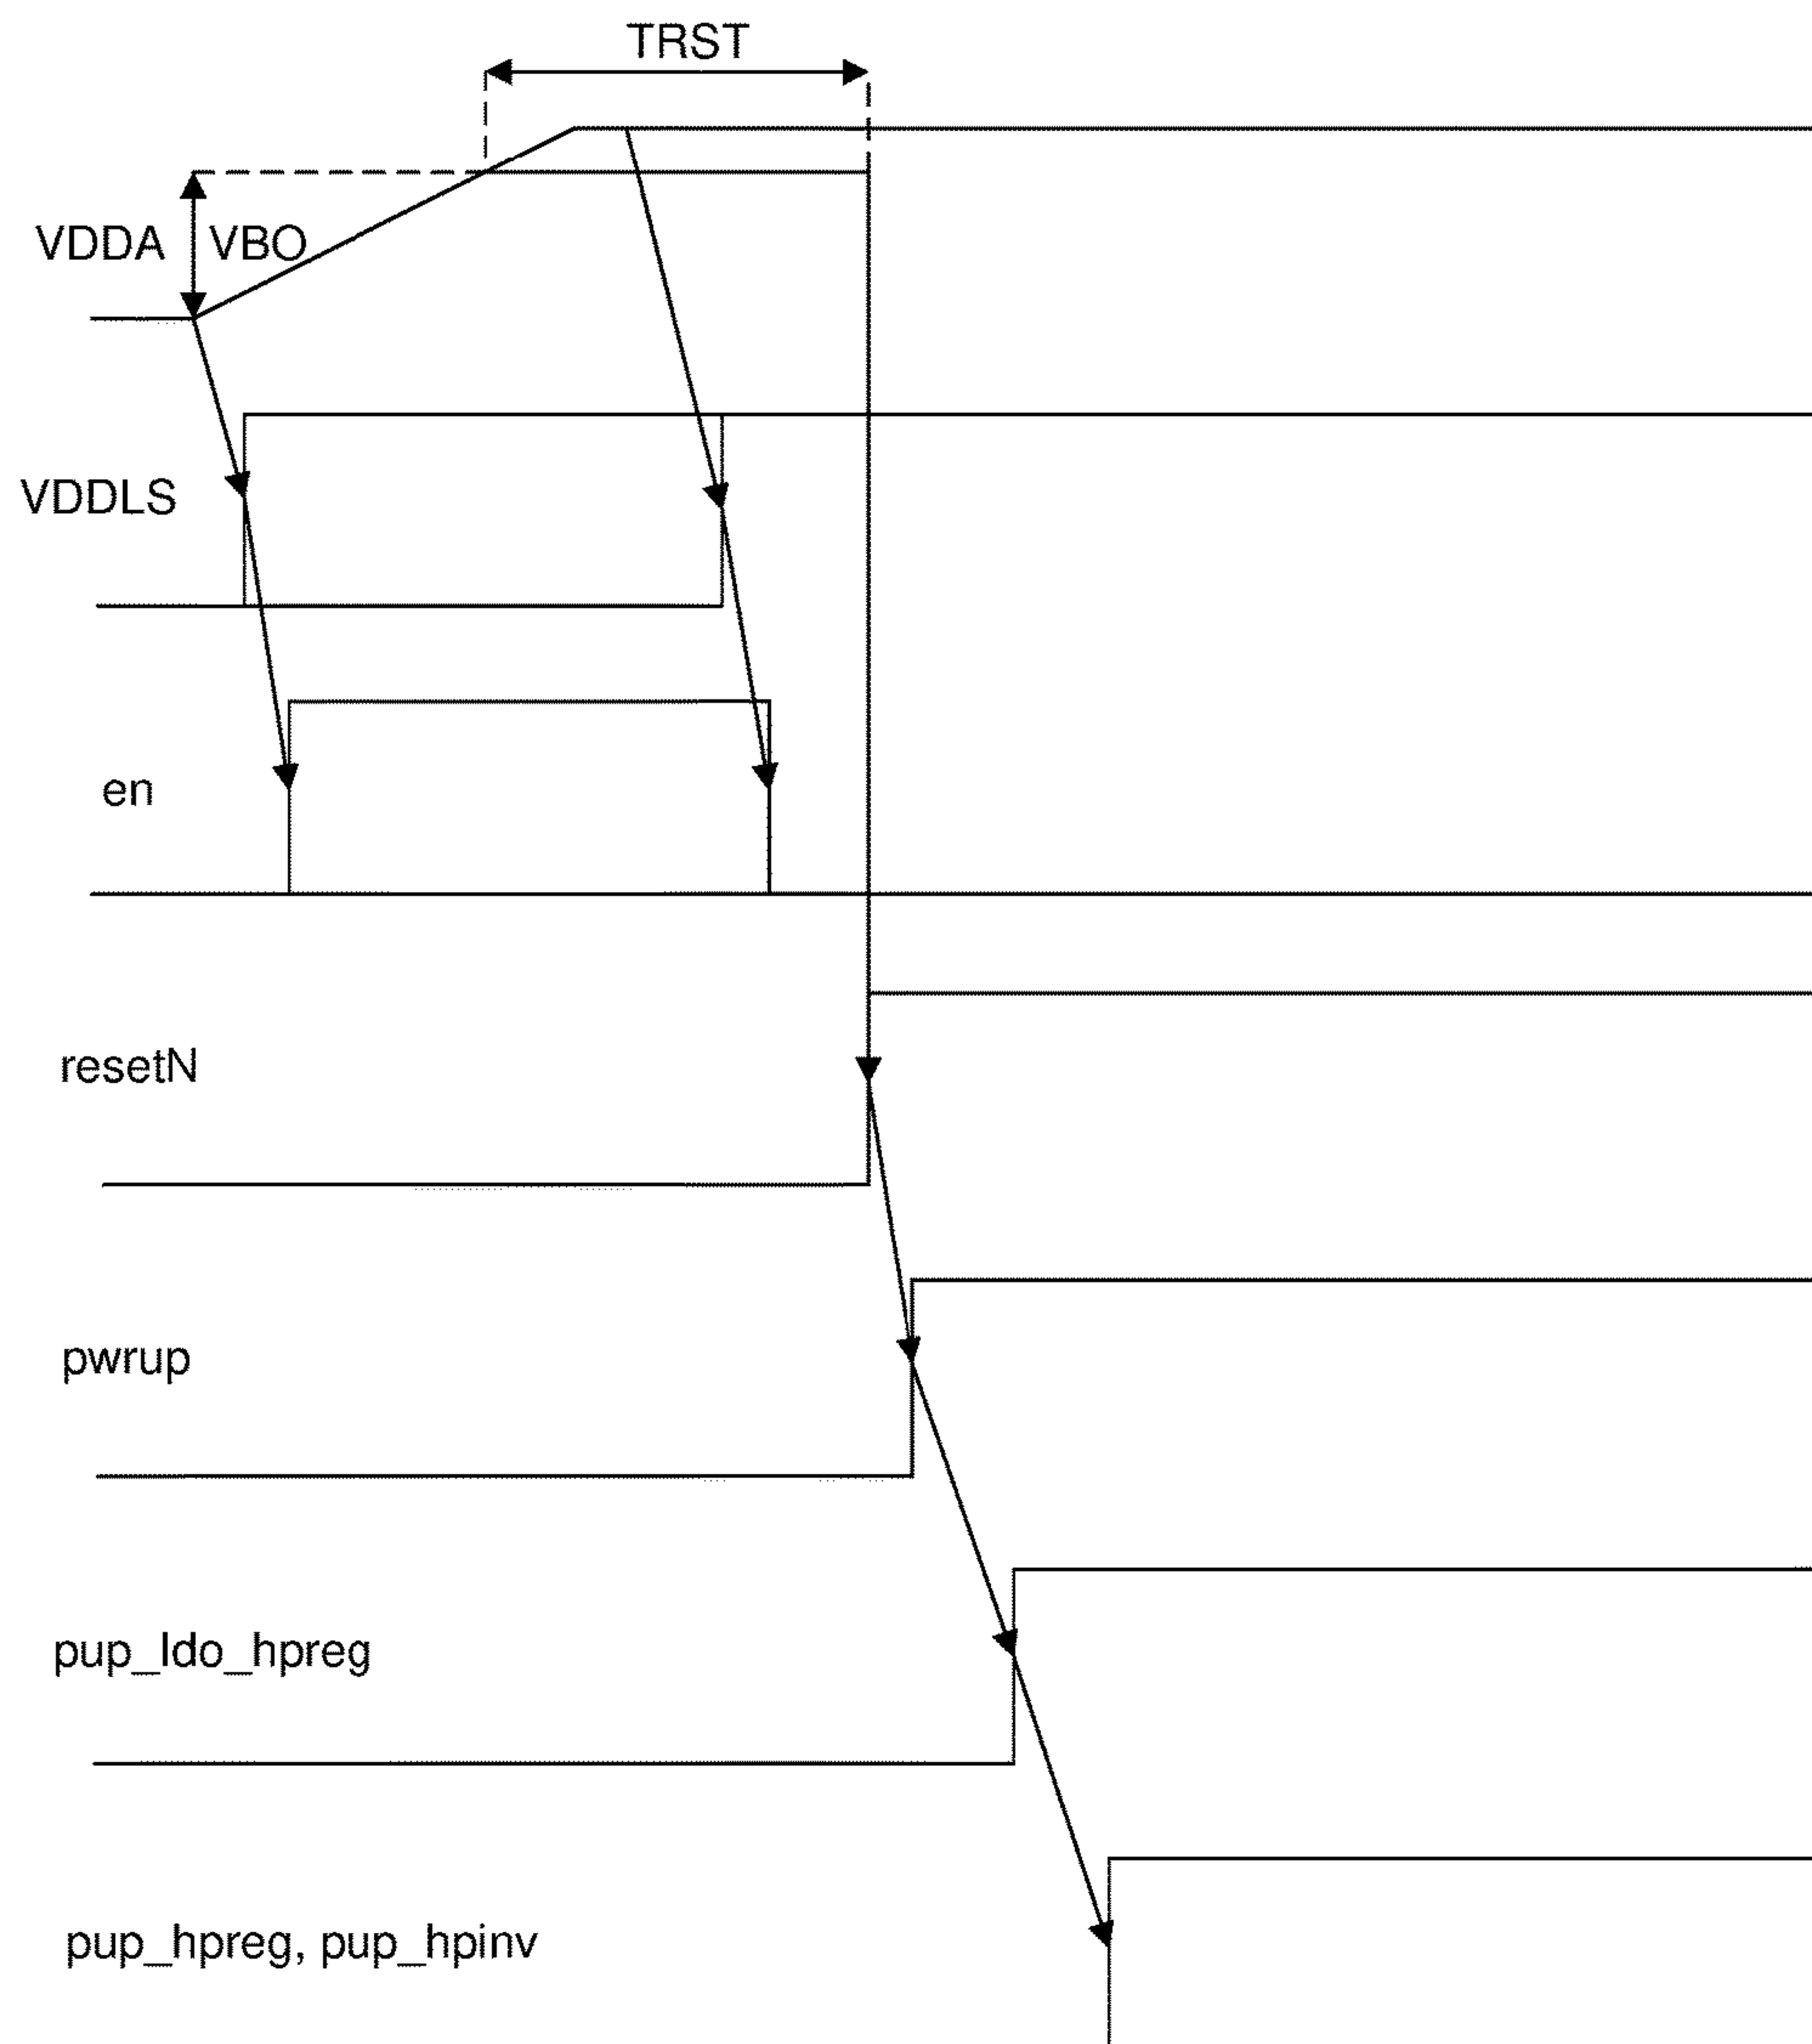 TRST
VDDA VBO
VDDLS
en
resetN
pwrup
pup_ldo_hpreg
pup_hpreg, pup_hpinv